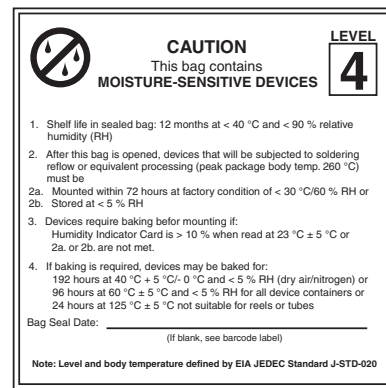 CAUTION
This bag contains
MOISTURE-SENSITIVE DEVICES
LEVEL
4
1. Shelf life in sealed bag: 12 months at < 40 °C and < 90 % relative
humidity (RH)
2. After this bag is opened, devices that will be subjected to soldering
reflow or equivalent processing (peak package body temp. 260 °C)
must be
2a. Mounted within 72 hours at factory condition of < 30 °C/60 % RH or
2b. Stored at < 5 % RH
3. Devices require baking befor mounting if:
Humidity Indicator Card is > 10 % when read at 23 °C ± 5 °C or
2a. or 2b. are not met.
4. If baking is required, devices may be baked for:
192 hours at 40 °C + 5 °C/- 0 °C and < 5 % RH (dry air/nitrogen) or
96 hours at 60 °C ± 5 °C and < 5 % RH for all device containers or
24 hours at 125 °C ± 5 °C not suitable for reels or tubes
Bag Seal Date:
(If blank, see barcode label)
Note: Level and body temperature defined by EIA JEDEC Standard J-STD-020